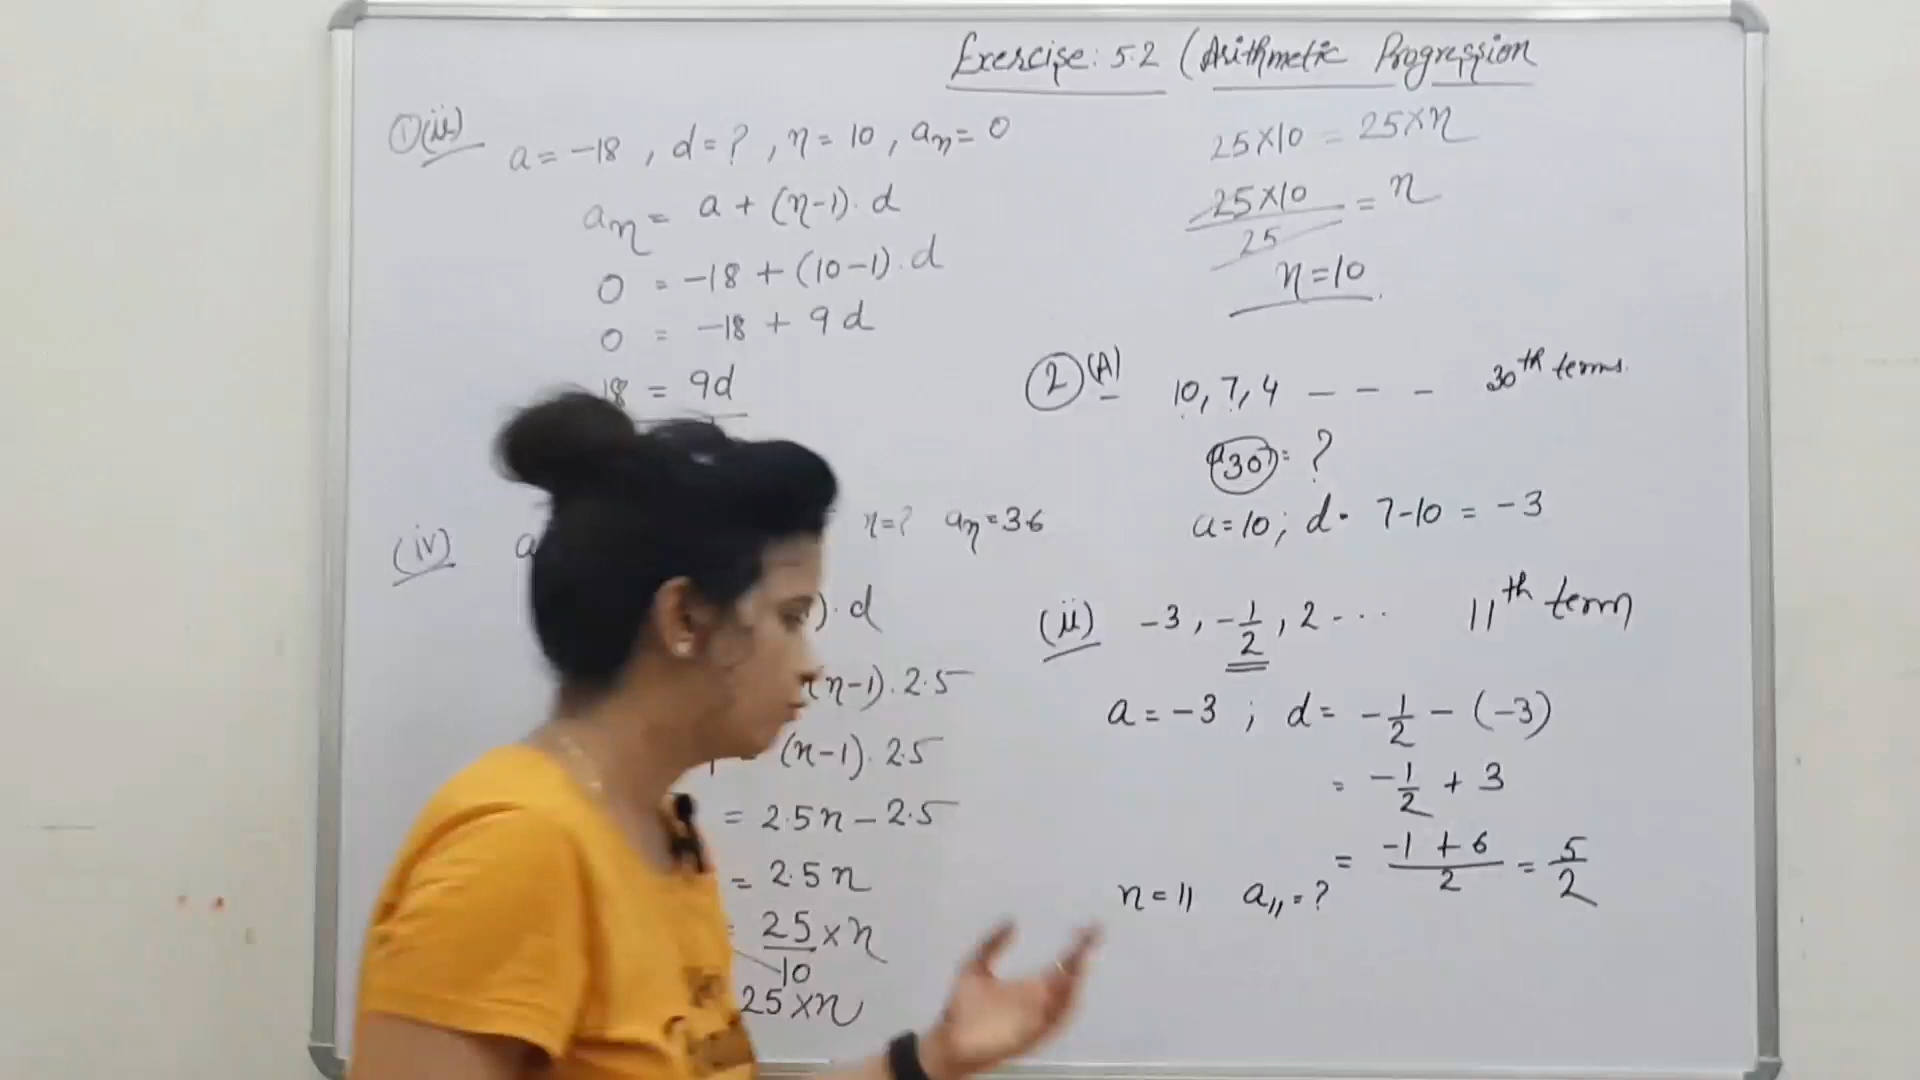 Exercise: 5.2 (Arithmetic Progression
①(iii)
a = -18 , d = ? , n = 10 , aₙ = 0
aₙ = a + (n-1). d
0 = -18 + (10-1). d
0 = -18 + 9d
18 = 9d
(iv) a n = ? aₙ = 3.6
). d
(n-1). 2.5
(n-1). 2.5
= 2.5n - 2.5
= 2.5n
25/10 × n
25 × n
25×10 = 25×n
25×10/25 = n
n = 10
② (A) 10, 7, 4 - - - 30th terms.
a30 = ?
a = 10 ; d = 7-10 = -3
(ii) -3, -1/2, 2 ... 11th term
a = -3 ; d = -1/2 - (-3)
= -1/2 + 3
= -1+6/2 = 5/2
n = 11 a₁₁ = ?